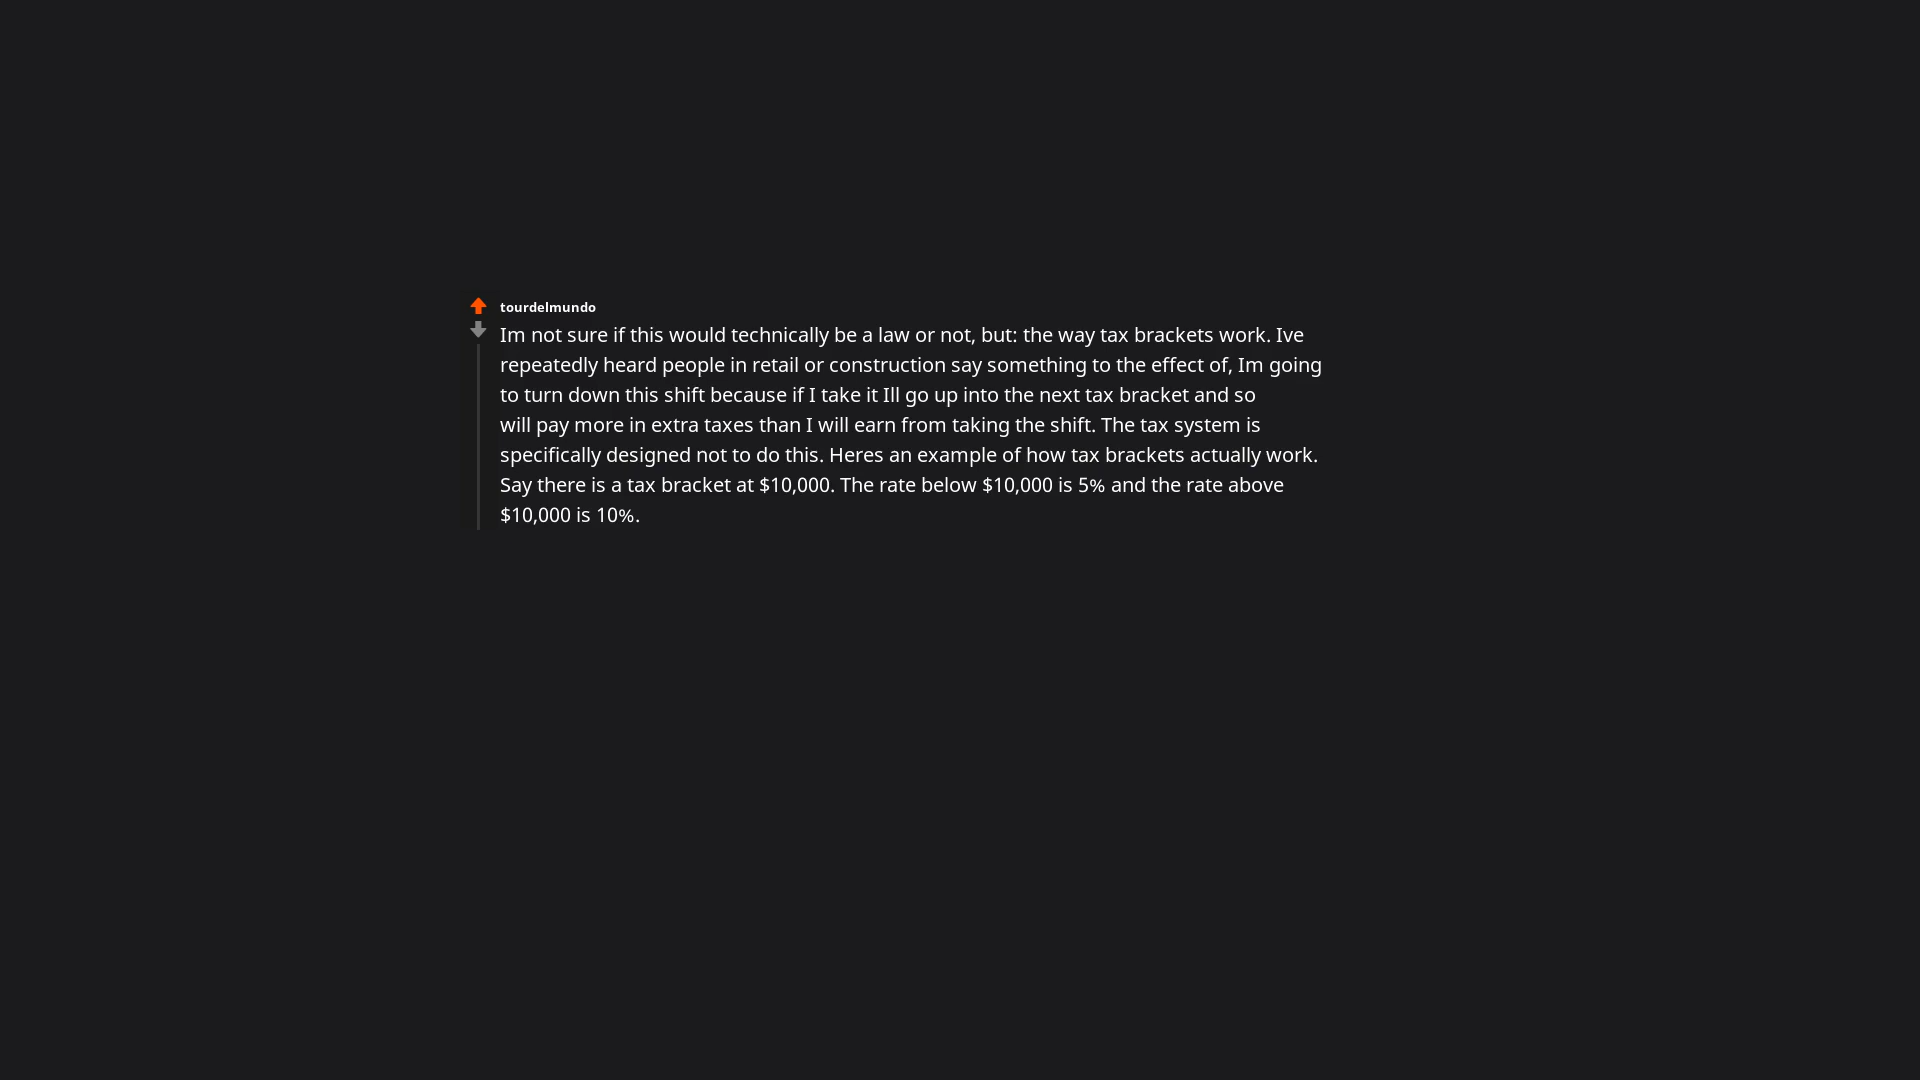 tourdelmundo
Im not sure if this would technically be a law or not, but: the way tax brackets work. Ive
repeatedly heard people in retail or construction say something to the effect of, Im going
to turn down this shift because if I take it Ill go up into the next tax bracket and so
will pay more in extra taxes than I will earn from taking the shift. The tax system is
specifically designed not to do this. Heres an example of how tax brackets actually work.
Say there is a tax bracket at $10,000. The rate below $10,000 is 5% and the rate above
$10,000 is 10%.